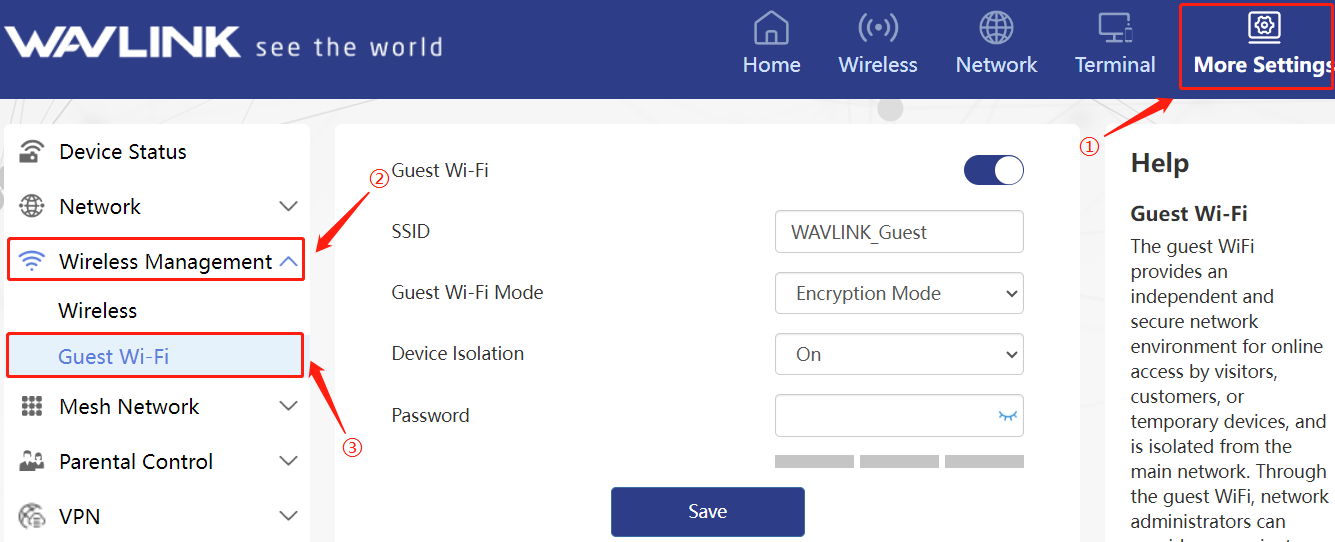 WAVLINK see the world
Home
Wireless
Network
Terminal
More Settings
①
Device Status
Network
Wireless Management
Wireless
Guest Wi-Fi
Mesh Network
Parental Control
VPN
②
③
Guest Wi-Fi
SSID
WAVLINK_Guest
Guest Wi-Fi Mode
Encryption Mode
Device Isolation
On
Password
Save
Help
Guest Wi-Fi
The guest WiFi
provides an
independent and
secure network
environment for online
access by visitors,
customers, or
temporary devices, and
is isolated from the
main network. Through
the guest WiFi, network
administrators can